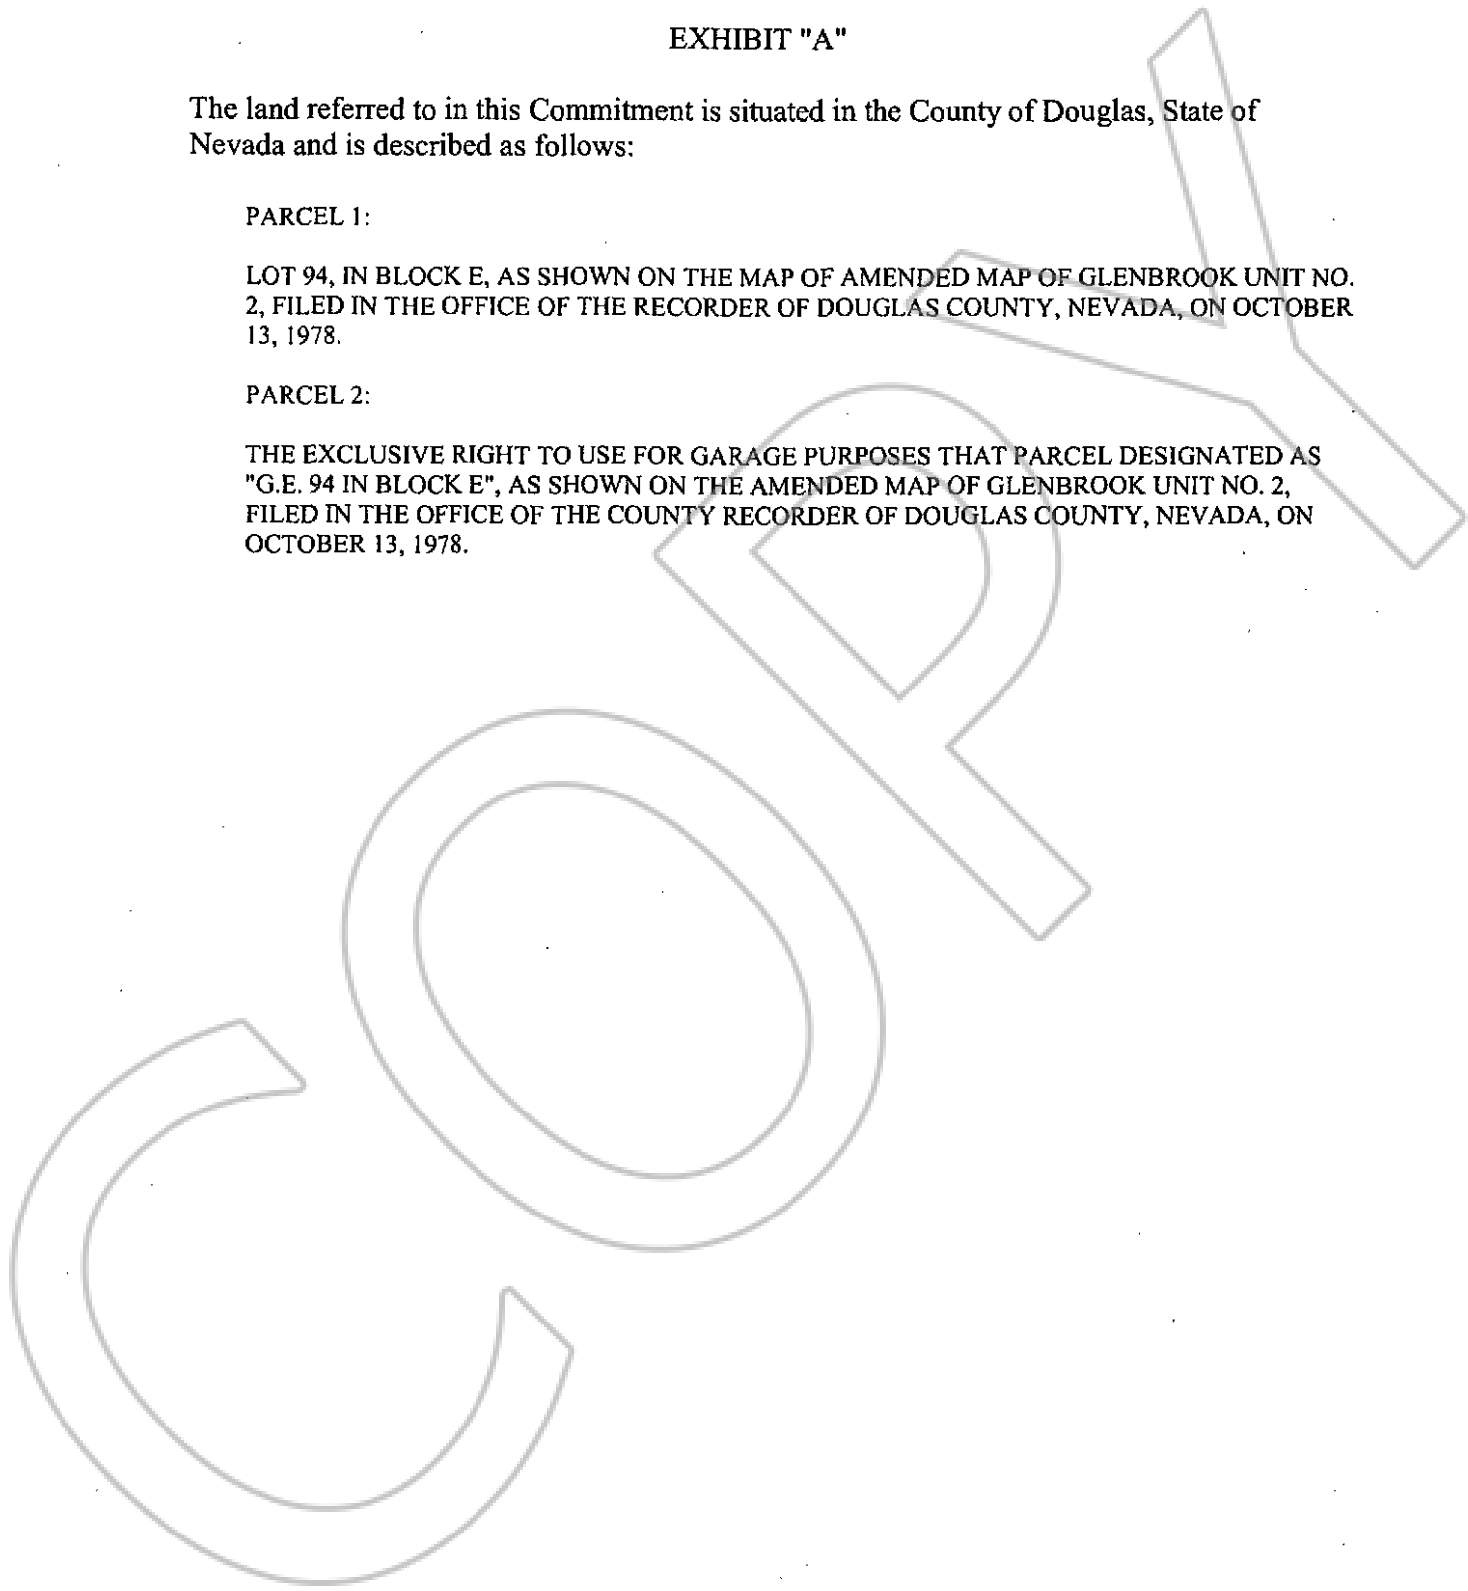 EXHIBIT "A"
The land referred to in this Commitment is situated in the County of Douglas, State of
Nevada and is described as follows:
PARCEL 1:
LOT 94, IN BLOCK E, AS SHOWN ON THE MAP OF AMENDED MAP OF GLENBROOK UNIT NO.
2, FILED IN THE OFFICE OF THE RECORDER OF DOUGLAS COUNTY, NEVADA, ON OCTOBER
13, 1978.
PARCEL 2:
THE EXCLUSIVE RIGHT TO USE FOR GARAGE PURPOSES THAT PARCEL DESIGNATED AS
"G.E. 94 IN BLOCK E", AS SHOWN ON THE AMENDED MAP OF GLENBROOK UNIT NO. 2,
FILED IN THE OFFICE OF THE COUNTY RECORDER OF DOUGLAS COUNTY, NEVADA, ON
OCTOBER 13, 1978.
COPY